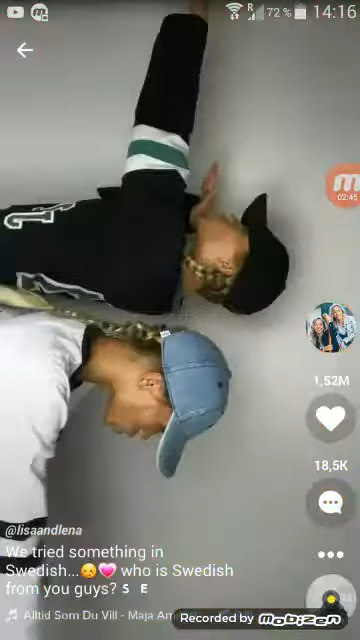 R
72 %
14:16
02:45
1,52M
18,5K
@lisaandlena
We tried something in
Swedish...😔💗 who is Swedish
from you guys? S E
Alltid Som Du Vill - Maja An
Recorded by Mobizen